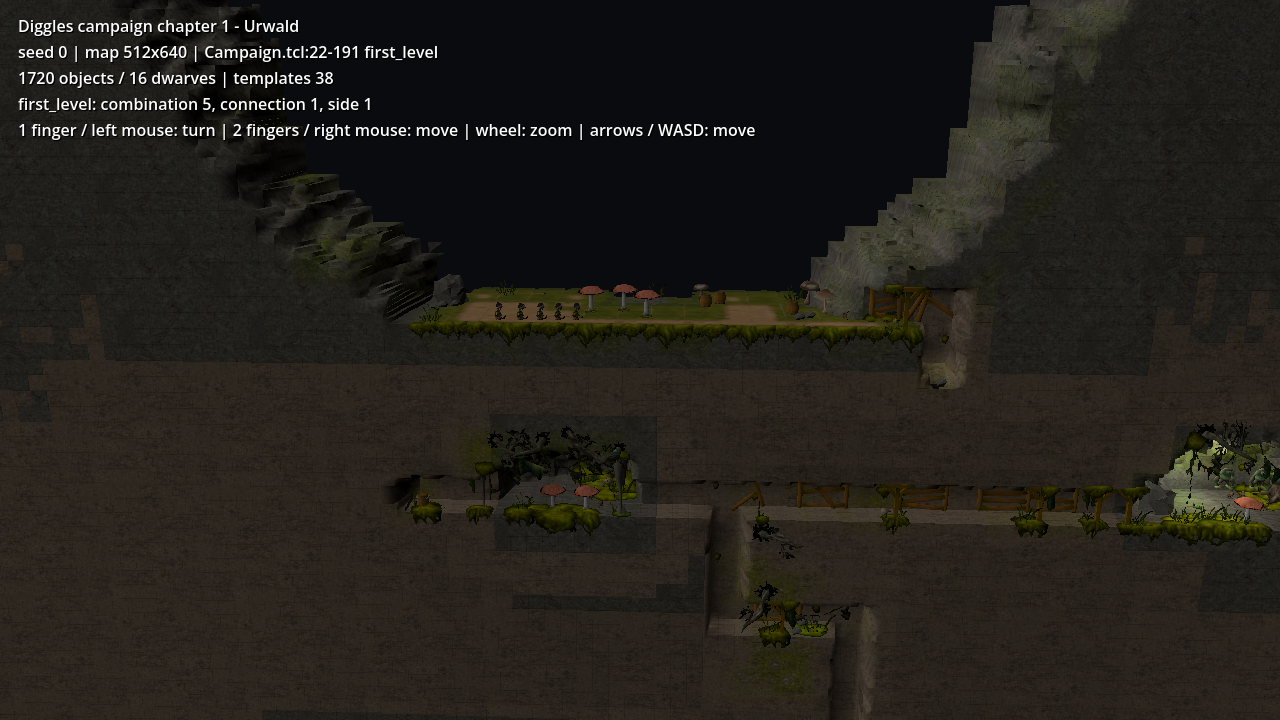 Diggles campaign chapter 1 - Urwald
seed 0 | map 512x640 | Campaign.tcl:22-191 first_level
1720 objects / 16 dwarves | templates 38
first_level: combination 5, connection 1, side 1
1 finger / left mouse: turn | 2 fingers / right mouse: move | wheel: zoom | arrows / WASD: move